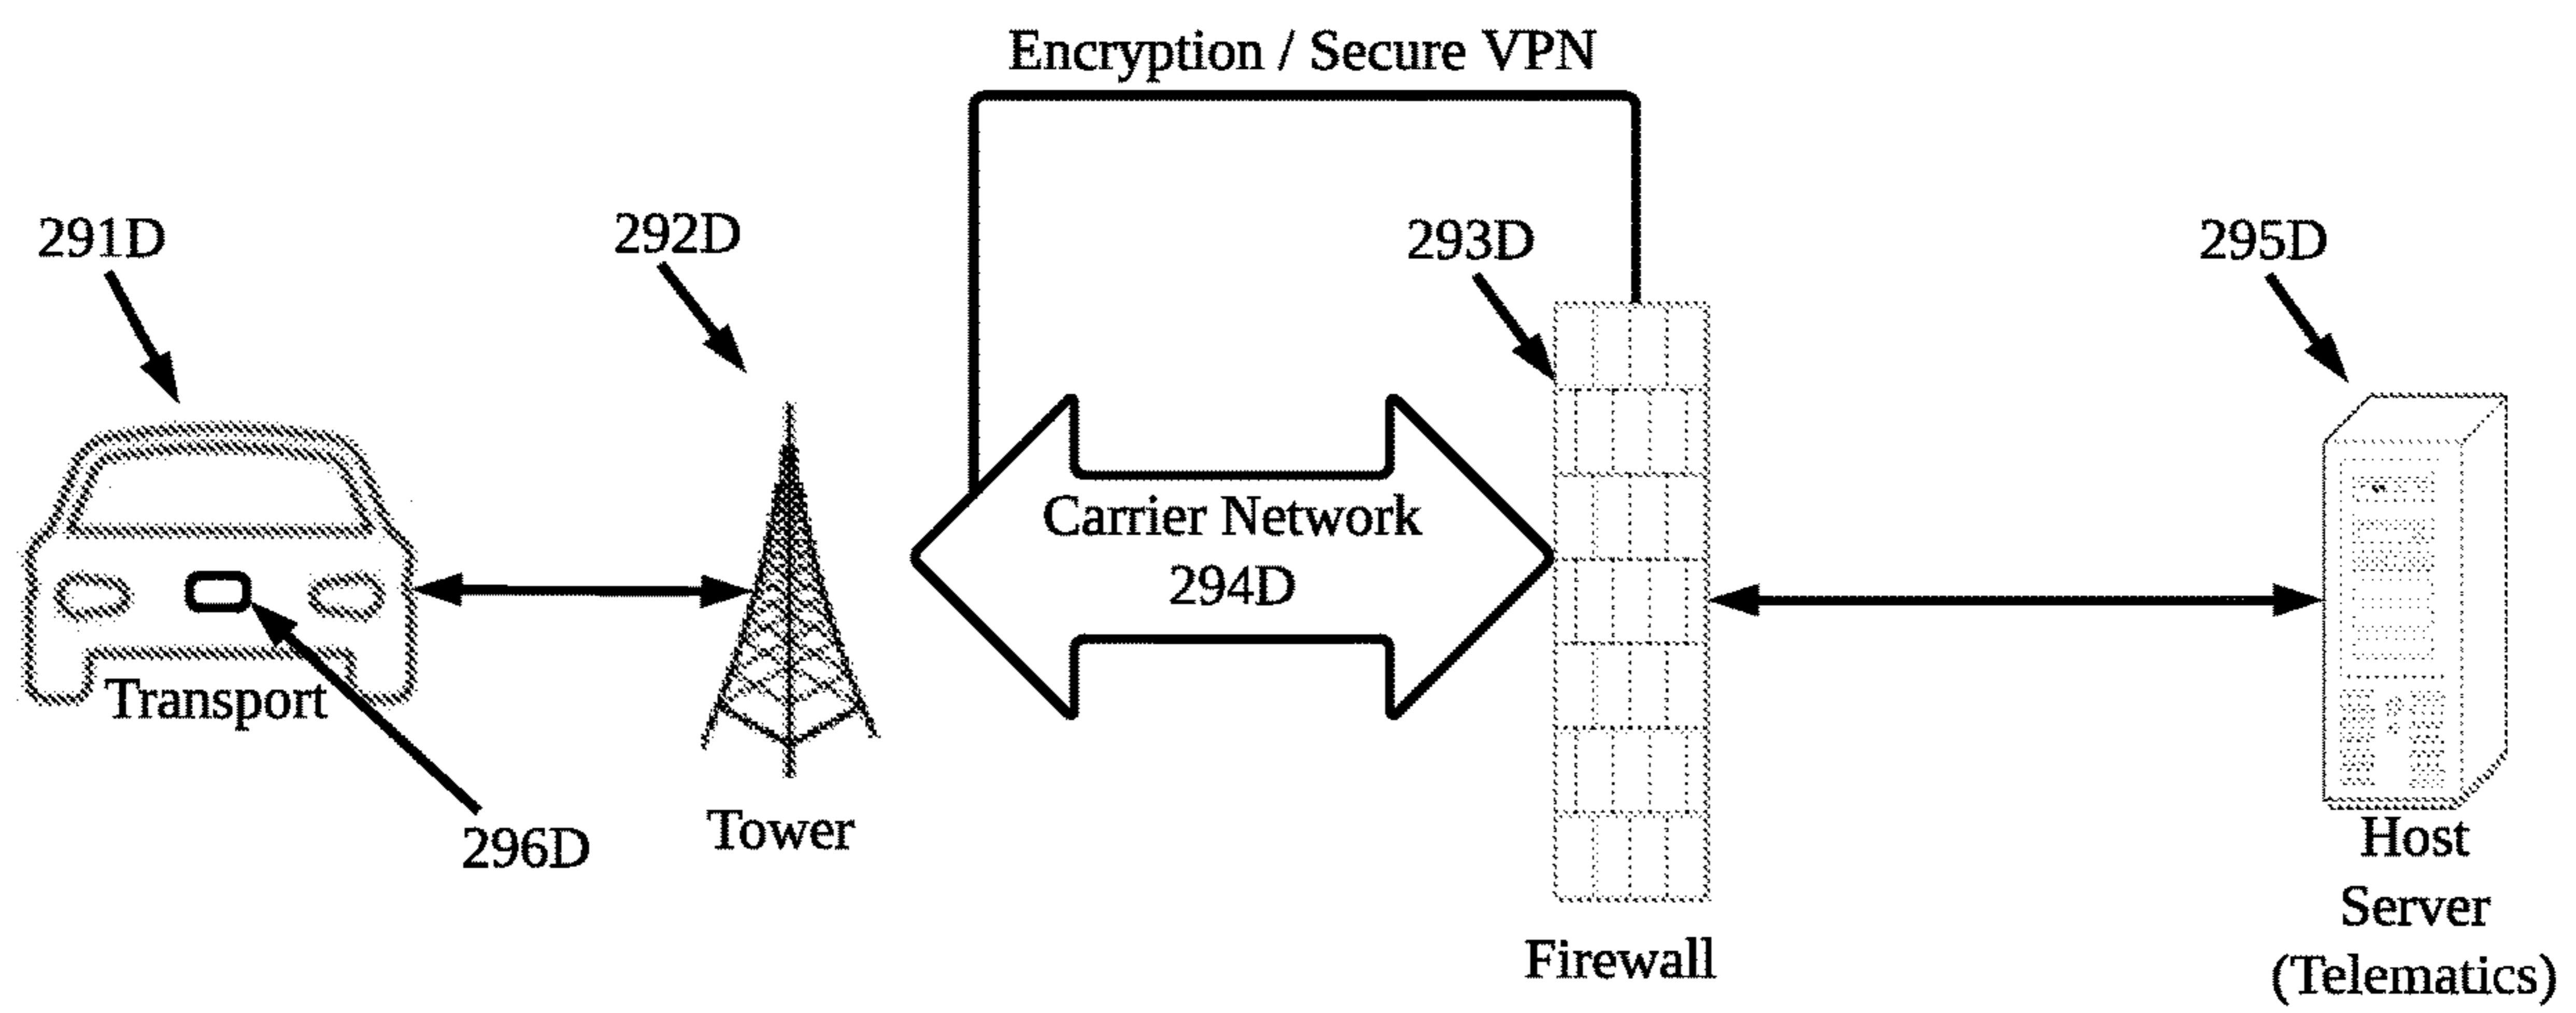 Encryption / Secure VPN
291D
292D
293D
295D
Carrier Network
294D
Transport
296D
Tower
Firewall
Host
Server
(Telematics)